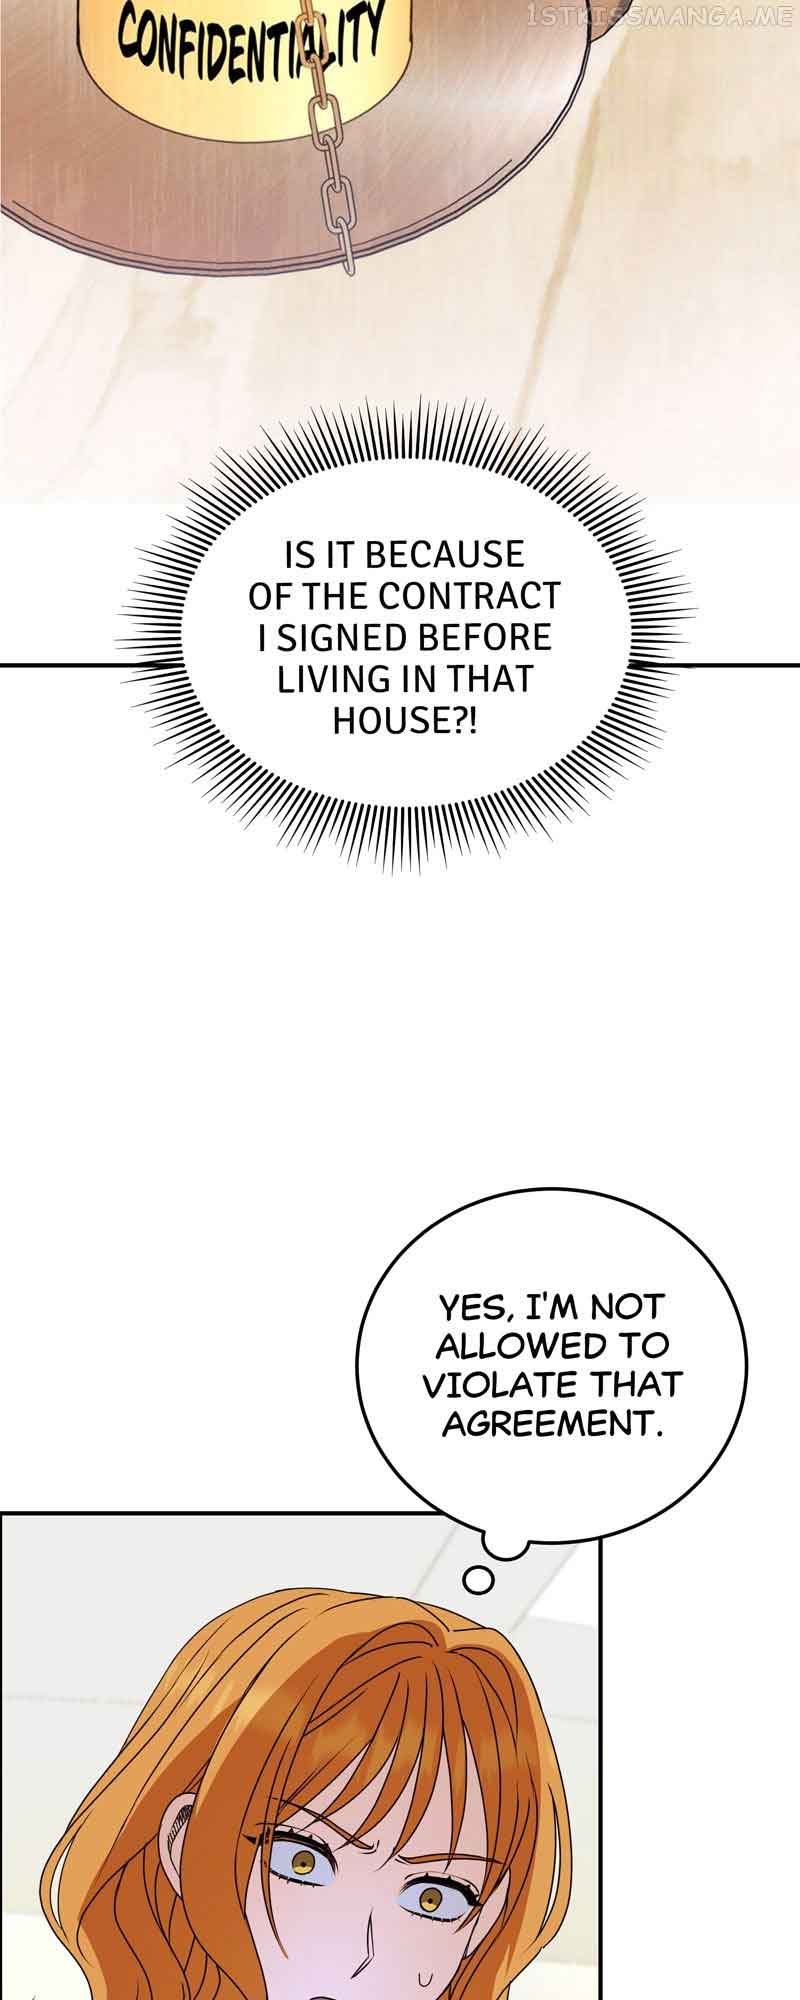 1STKISSMANGA.ME
CONFIDENTIALITY
IS IT BECAUSE
OF THE CONTRACT
I SIGNED BEFORE
LIVING IN THAT
HOUSE?!
YES, I'M NOT
ALLOWED TO
VIOLATE THAT
AGREEMENT.